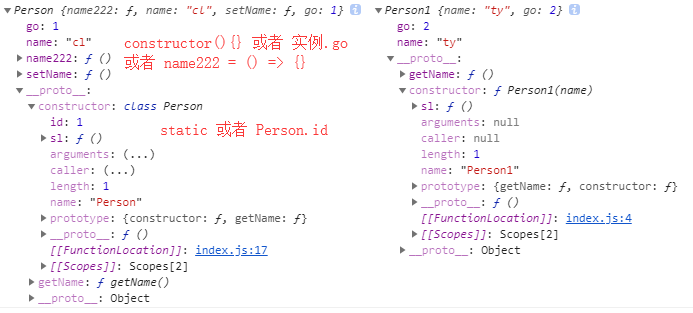 ▼Person {name222: ƒ, name: "cl", setName: ƒ, go: 1} i
go: 1
name: "cl"
constructor(){} 或者 实例.go
▶name222: ƒ ()
或者 name222 = () => {}
▶setName: ƒ ()
▼__proto__:
▼constructor: class Person
id: 1
static 或者 Person.id
▶sl: ƒ ()
arguments: (...)
caller: (...)
length: 1
name: "Person"
▶prototype: {constructor: ƒ, getName: ƒ}
▶__proto__: ƒ ()
[[FunctionLocation]]: index.js:17
▶[[Scopes]]: Scopes[2]
▶getName: ƒ getName()
▶__proto__: Object
▼Person1 {name: "ty", go: 2} i
go: 2
name: "ty"
▼__proto__:
▶getName: ƒ ()
▼constructor: ƒ Person1(name)
▶sl: ƒ ()
arguments: null
caller: null
length: 1
name: "Person1"
▶prototype: {getName: ƒ, constructor: ƒ}
▶__proto__: ƒ ()
[[FunctionLocation]]: index.js:4
▶[[Scopes]]: Scopes[2]
▶__proto__: Object